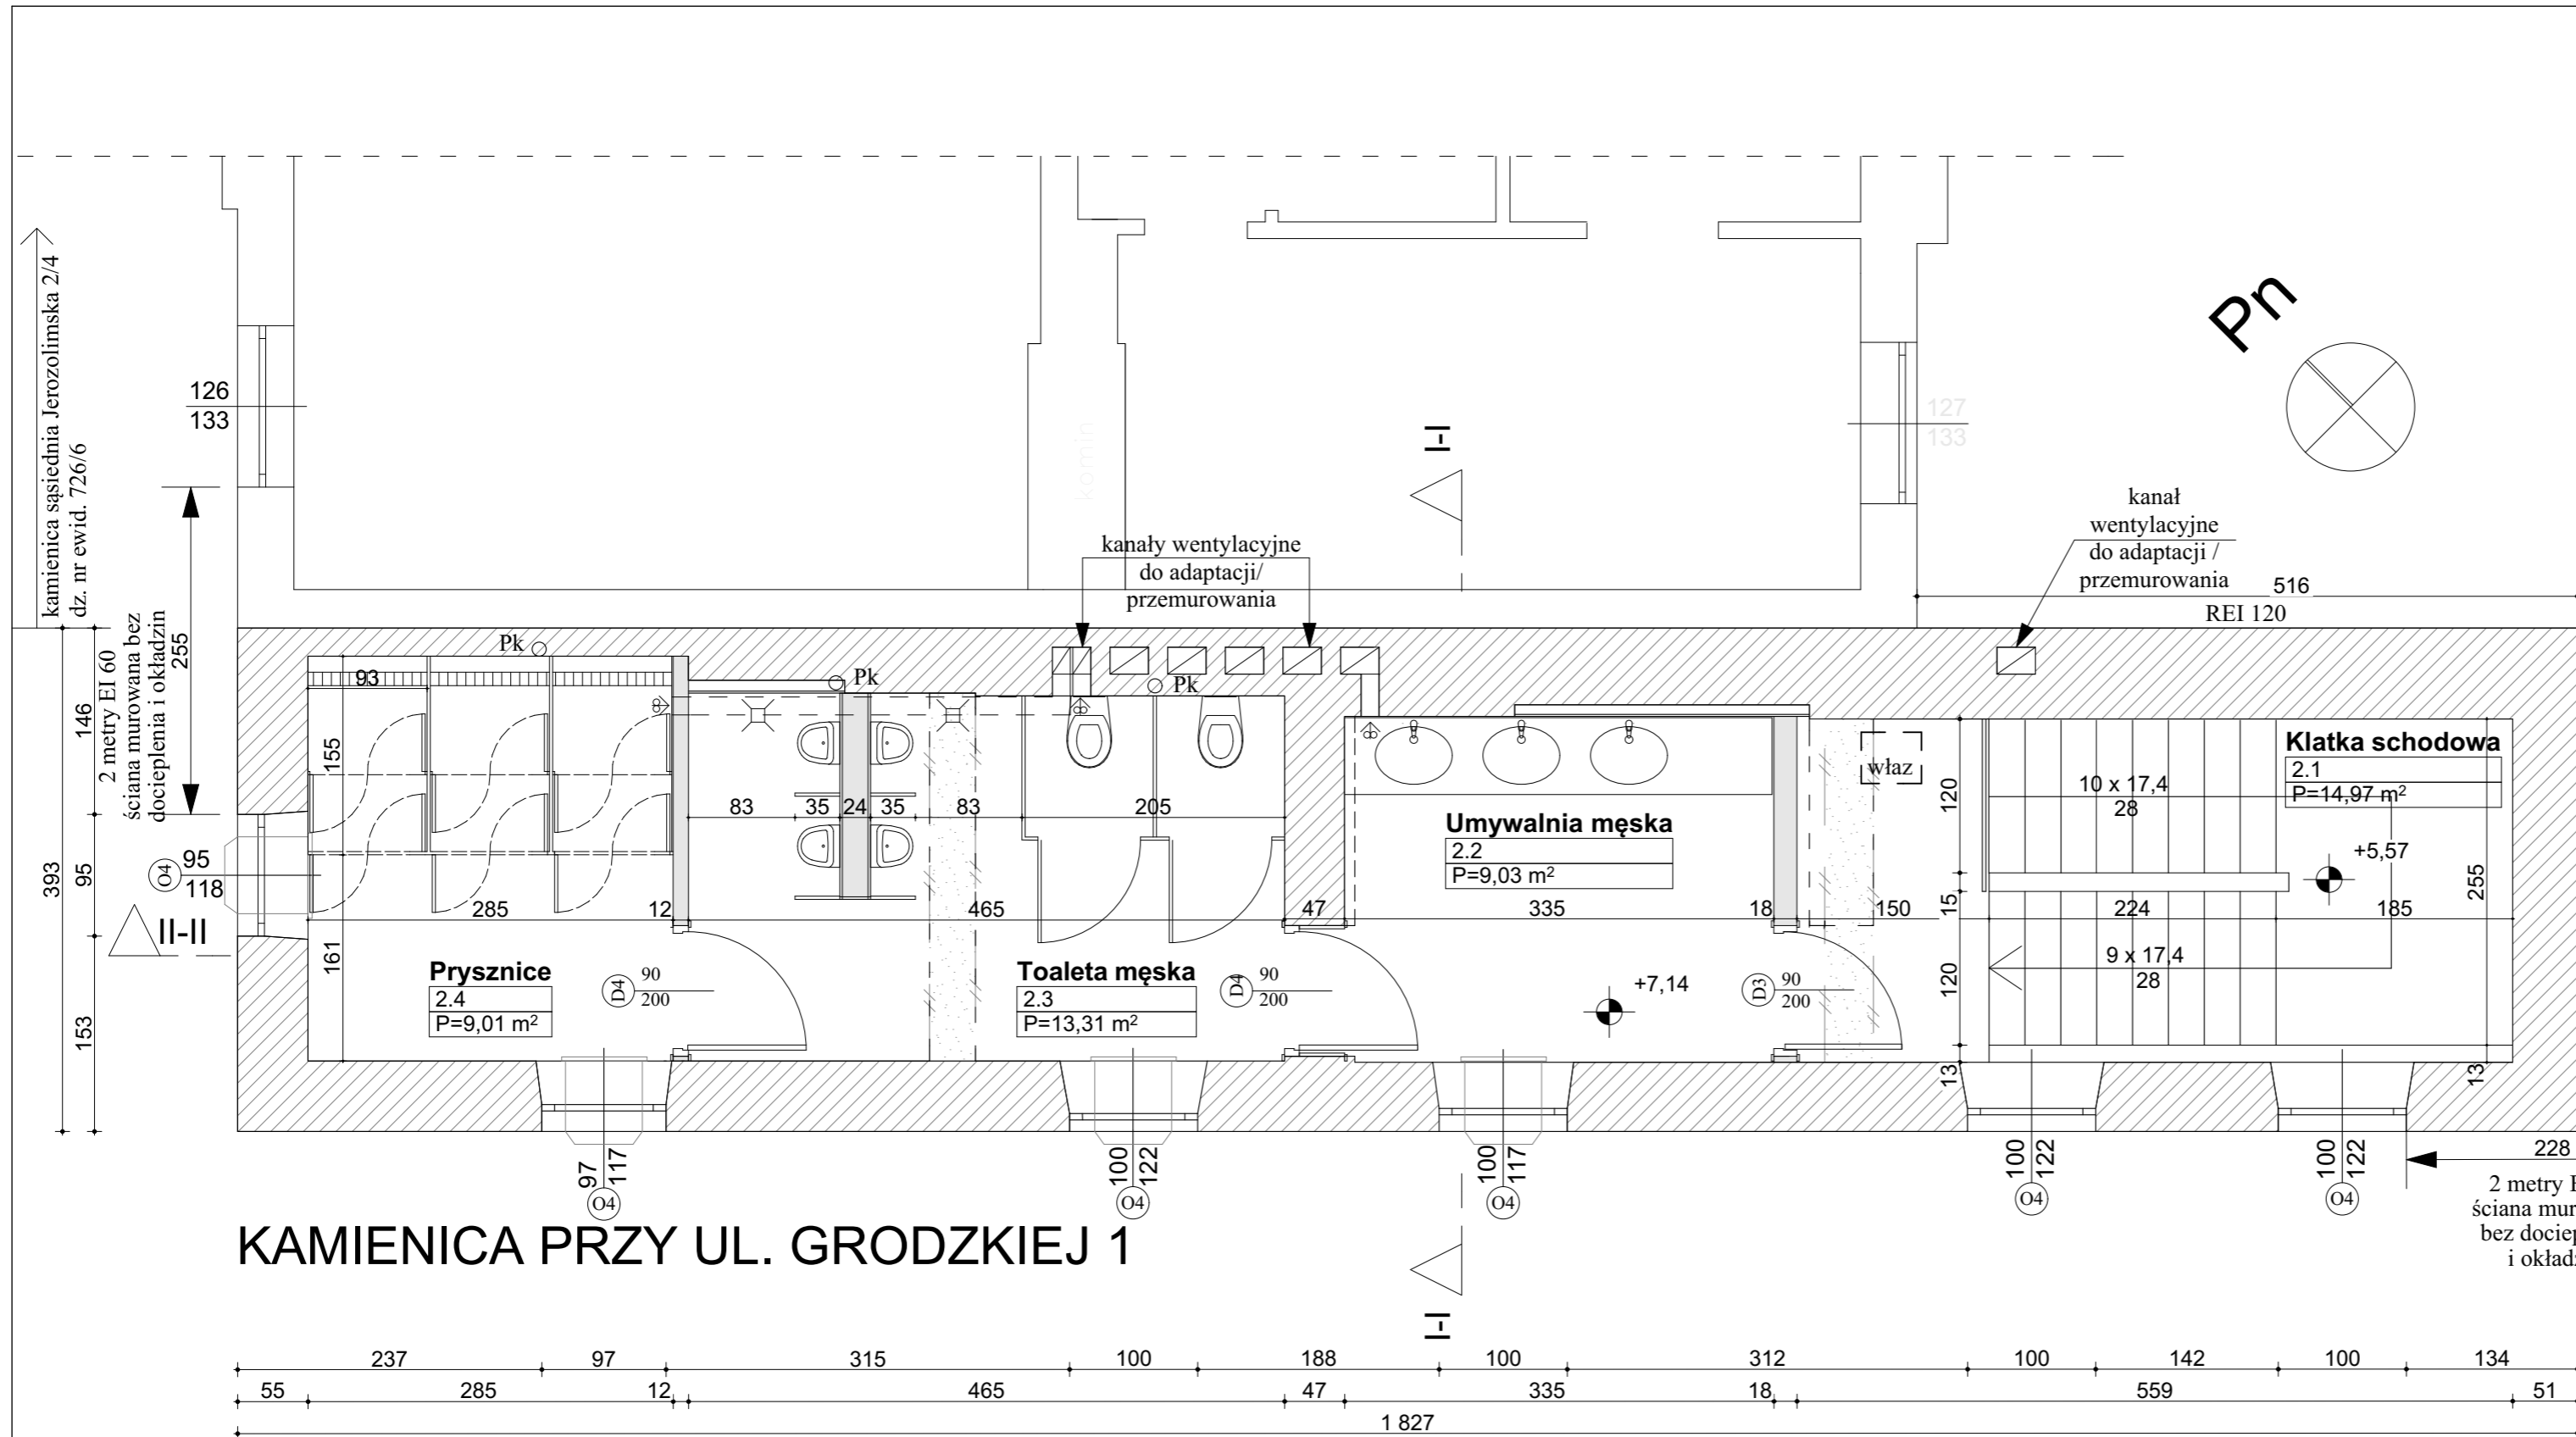 Pn
kamienica sąsiednia Jerozolimska 2/4
dz. nr ewid. 726/6
126
133
komin
I-I
127
133
kanały wentylacyjne
do adaptacji/
przemurowania
kanał
wentylacyjne
do adaptacji /
przemurowania
516
REI 120
255
2 metry EI 60
ściana murowana bez
docieplenia i okładzin
393
146
95
153
Pk
Pk
Pk
93
155
161
83
35
24
35
83
205
właz
Klatka schodowa
2.1
P=14,97 m²
10 x 17,4
28
120
15
120
13
+5,57
255
13
Umywalnia męska
2.2
P=9,03 m²
O4
95
118
II-II
285
12
465
47
335
18
150
224
185
9 x 17,4
28
Prysznice
2.4
P=9,01 m²
D4
90
200
Toaleta męska
2.3
P=13,31 m²
D4
90
200
+7,14
D3
90
200
97
117
O4
100
122
O4
100
117
O4
100
122
O4
100
122
O4
228
2 metry
ściana
bez
i
KAMIENICA PRZY UL. GRODZKIEJ 1
I-I
237
97
315
100
188
100
312
100
142
100
134
55
285
12
465
47
335
18
559
51
1 827